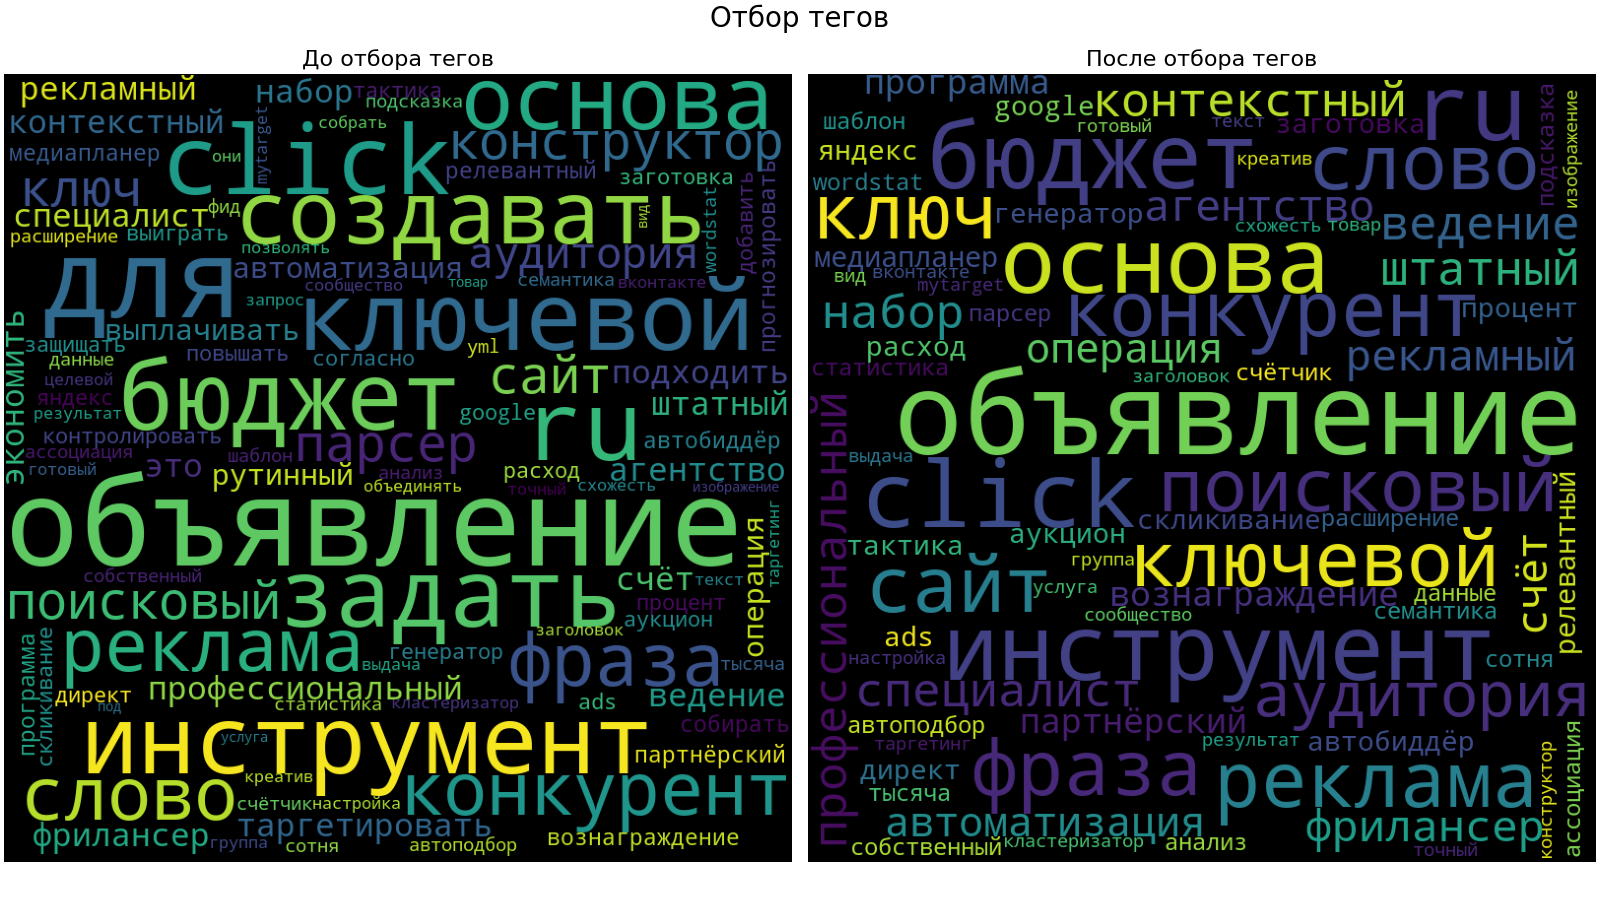 Отбор тегов
До отбора тегов
рекламный набор тактика основа
подсказка
контекстный click собрать конструктор
медиапланер они mytarget релевантный
ключ заготовка
специалист фид создавать вид wordstat добавить прогнозировать
расширение выиграть позволять аудитория
для автоматизация семантика
сообщество товар вконтакте
запрос ключевой
экономить выплачивать
защищать повышать согласно yml
данные
целевой бюджет сайт подходить
яндекс
результат google ru штатный
контролировать парсер автобиддёр
ассоциация шаблон
готовый это рутинный анализ расход агентство
объединять точный схожесть изображение
объявление операция таргетинг
собственный задать счёт текст
поисковый процент
аукцион
программа скликивание реклама заголовок
генератор фраза тысяча
выдача
директ профессиональный ads ведение
под статистика кластеризатор
инструмент собирать
услуга партнёрский
креатив
слово счётчик настройка конкурент
фрилансер таргетировать вознаграждение
группа сотня автоподбор
После отбора тегов
программа google контекстный ru подсказка изображение
шаблон готовый текст заготовка
яндекс бюджет креатив слово
wordstat
ключ генератор агентство схожесть товар ведение
медиапланер основа штатный
вид вконтакте
mytarget
набор парсер конкурент процент
расход операция рекламный
статистика заголовок счётчик
профессиональный объявление
выдача click поисковый
скликивание расширение
тактика аукцион релевантный
группа ключевой счёт
сайт услуга вознаграждение данные
сообщество семантика
ads инструмент
настройка сотня
специалист аудитория
автоподбор партнёрский
таргетинг результат автобиддёр
директ фраза реклама конструктор ассоциация
тысяча
автоматизация фрилансер
собственный кластеризатор анализ
точный